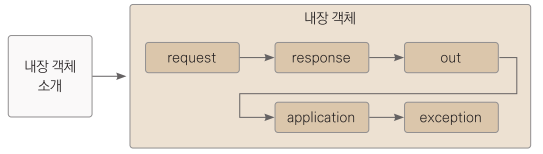 내장 객체
소개
내장 객체
request
response
out
application
exception